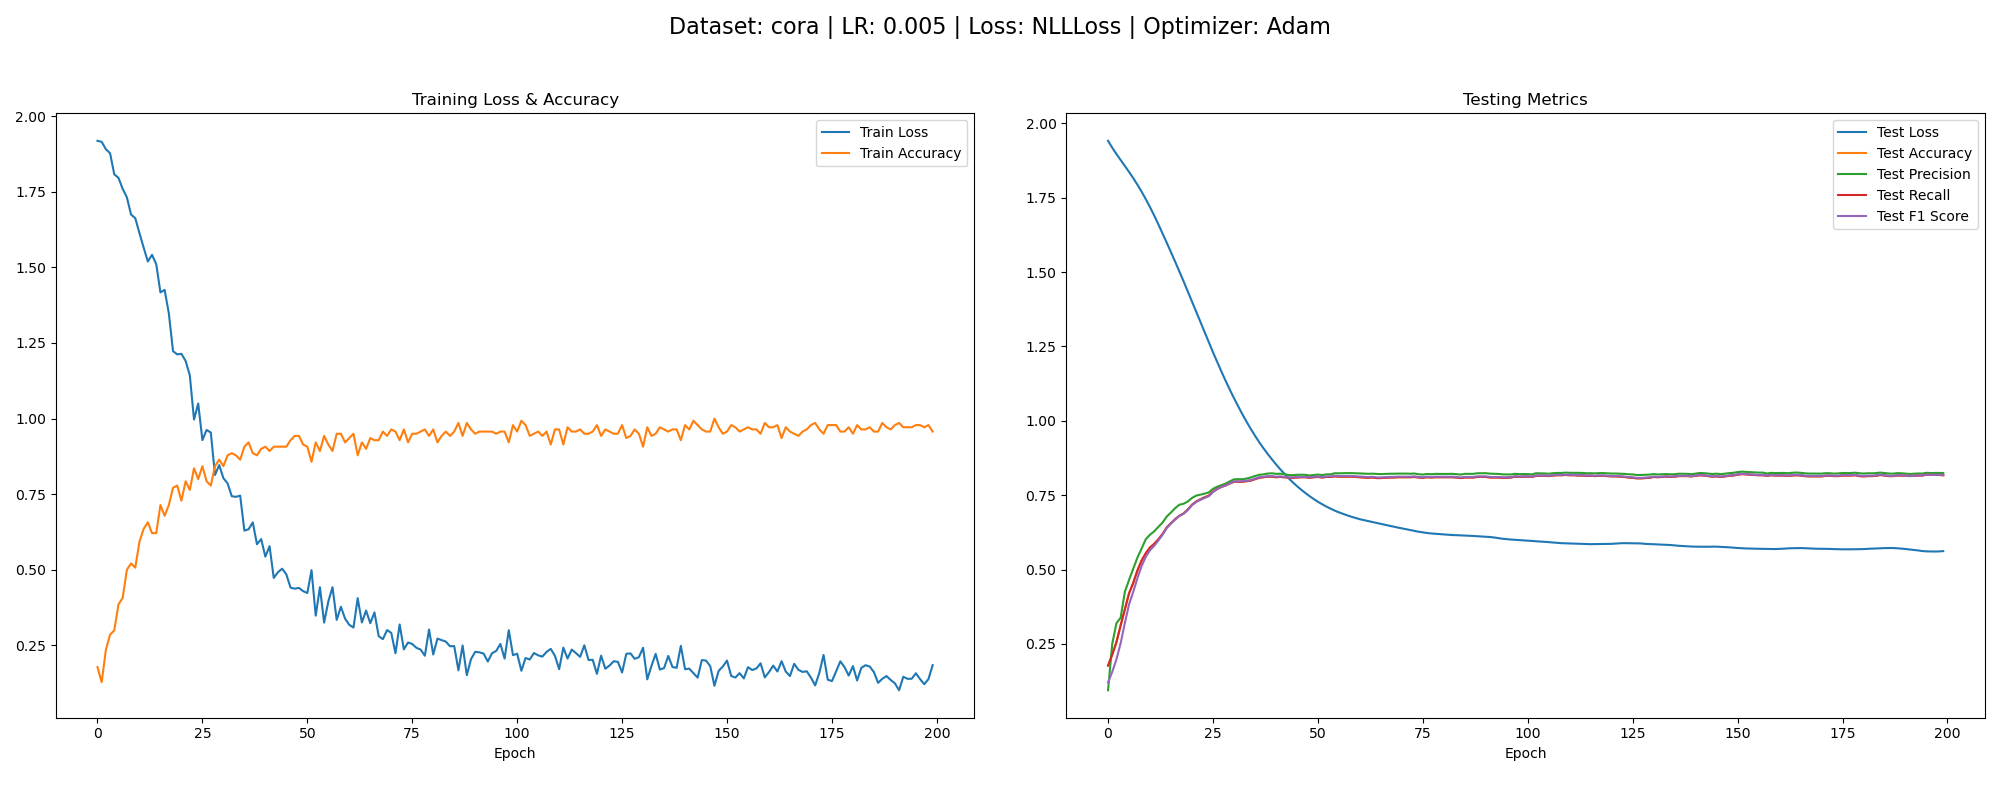 Dataset: cora | LR: 0.005 | Loss: NLLLoss | Optimizer: Adam
Training Loss & Accuracy
2.00
1.75
1.50
1.25
1.00
0.75
0.50
0.25
Train Loss
Train Accuracy
0 25 50 75 100 125 150 175 200
Epoch
Testing Metrics
2.00
1.75
1.50
1.25
1.00
0.75
0.50
0.25
Test Loss
Test Accuracy
Test Precision
Test Recall
Test F1 Score
0 25 50 75 100 125 150 175 200
Epoch